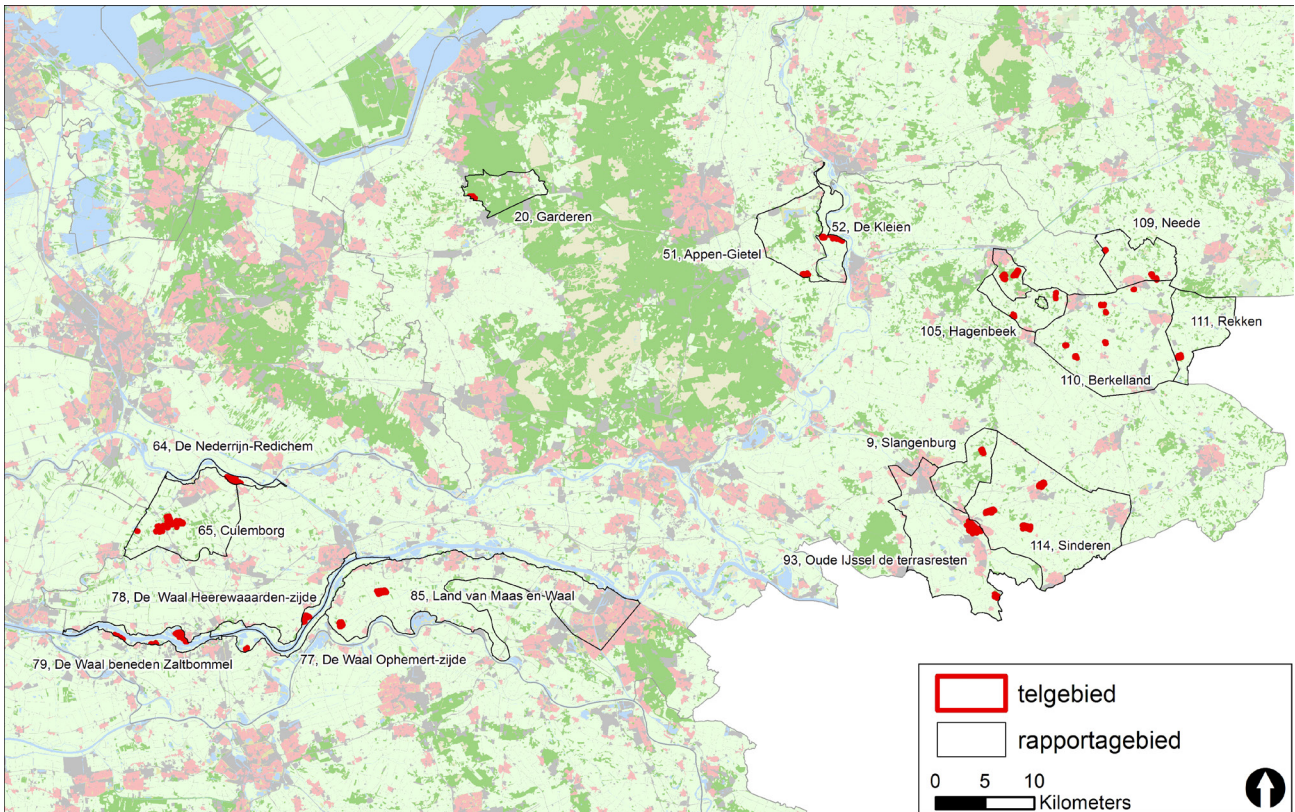 20, Garderen
52, De Kleien
109, Neede
51, Appen-Gietel
111, Rekken
105, Hagenbeek
110, Berkelland
64, De Nederrijn-Redichem
9, Slangenburg
65, Culemborg
114, Sinderen
93, Oude IJssel de terrasresten
78, De  Waal Heerewaaarden-zijde
85, Land van Maas en-Waal
79, De Waal beneden Zaltbommel
77, De Waal Ophemert-zijde
telgebied
rapportagebied
0 5 10
Kilometers